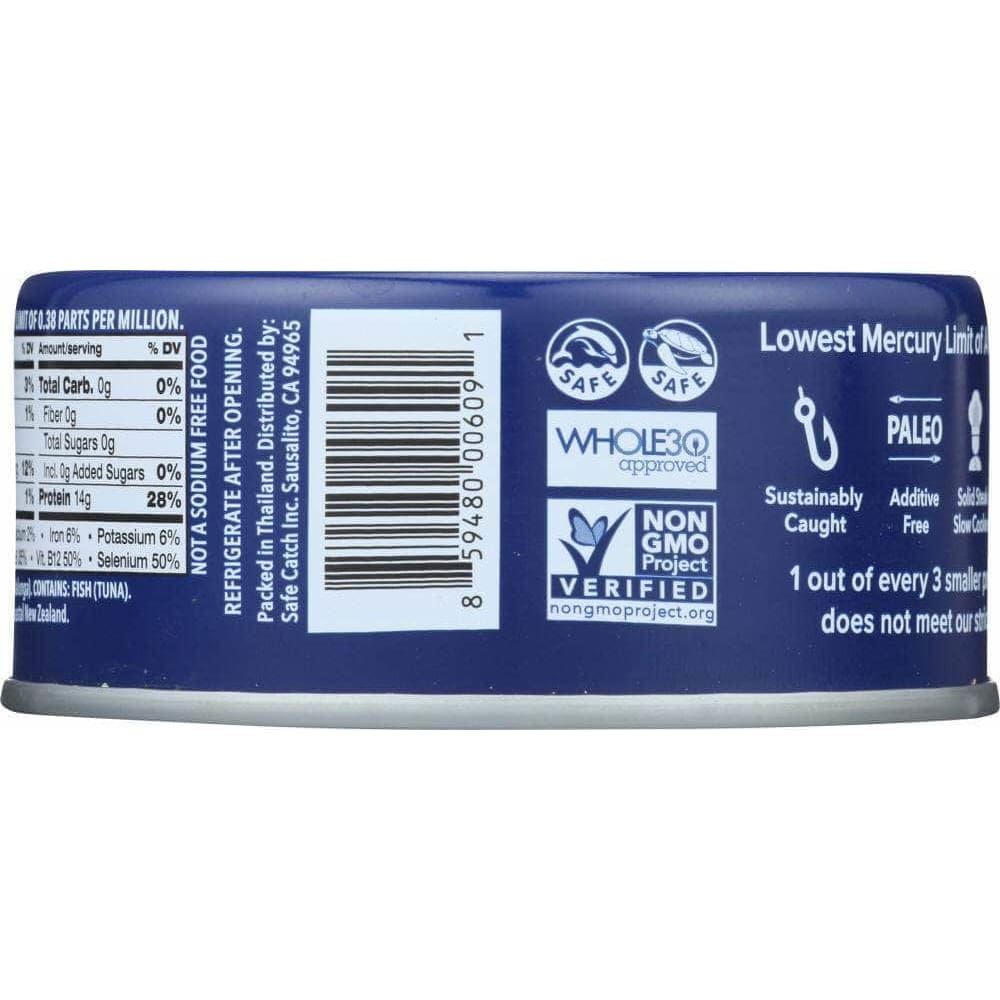 LIMIT OF 0.38 PARTS PER MILLION.
% DV Amount/serving % DV
3% Total Carb. 0g 0%
1% Fiber 0g 0%
Total Sugars 0g
12% Incl. 0g Added Sugars 0%
1% Protein 14g 28%
2% • Iron 6% • Potassium 6%
• Vit. B12 50% • Selenium 50%
CONTAINS: FISH (TUNA).
New Zealand.
NOT A SODIUM FREE FOOD
REFRIGERATE AFTER OPENING.
Packed in Thailand. Distributed by:
Safe Catch Inc. Sausalito, CA 94965
8 59480 00609 1
SAFE
SAFE
WHOLE30
approved
NON
GMO
Project
VERIFIED
nongmoproject.org
Lowest Mercury Limit of
Sustainably
Caught
PALEO
Additive
Free
Solid
Slow
1 out of every 3 smaller
does not meet our